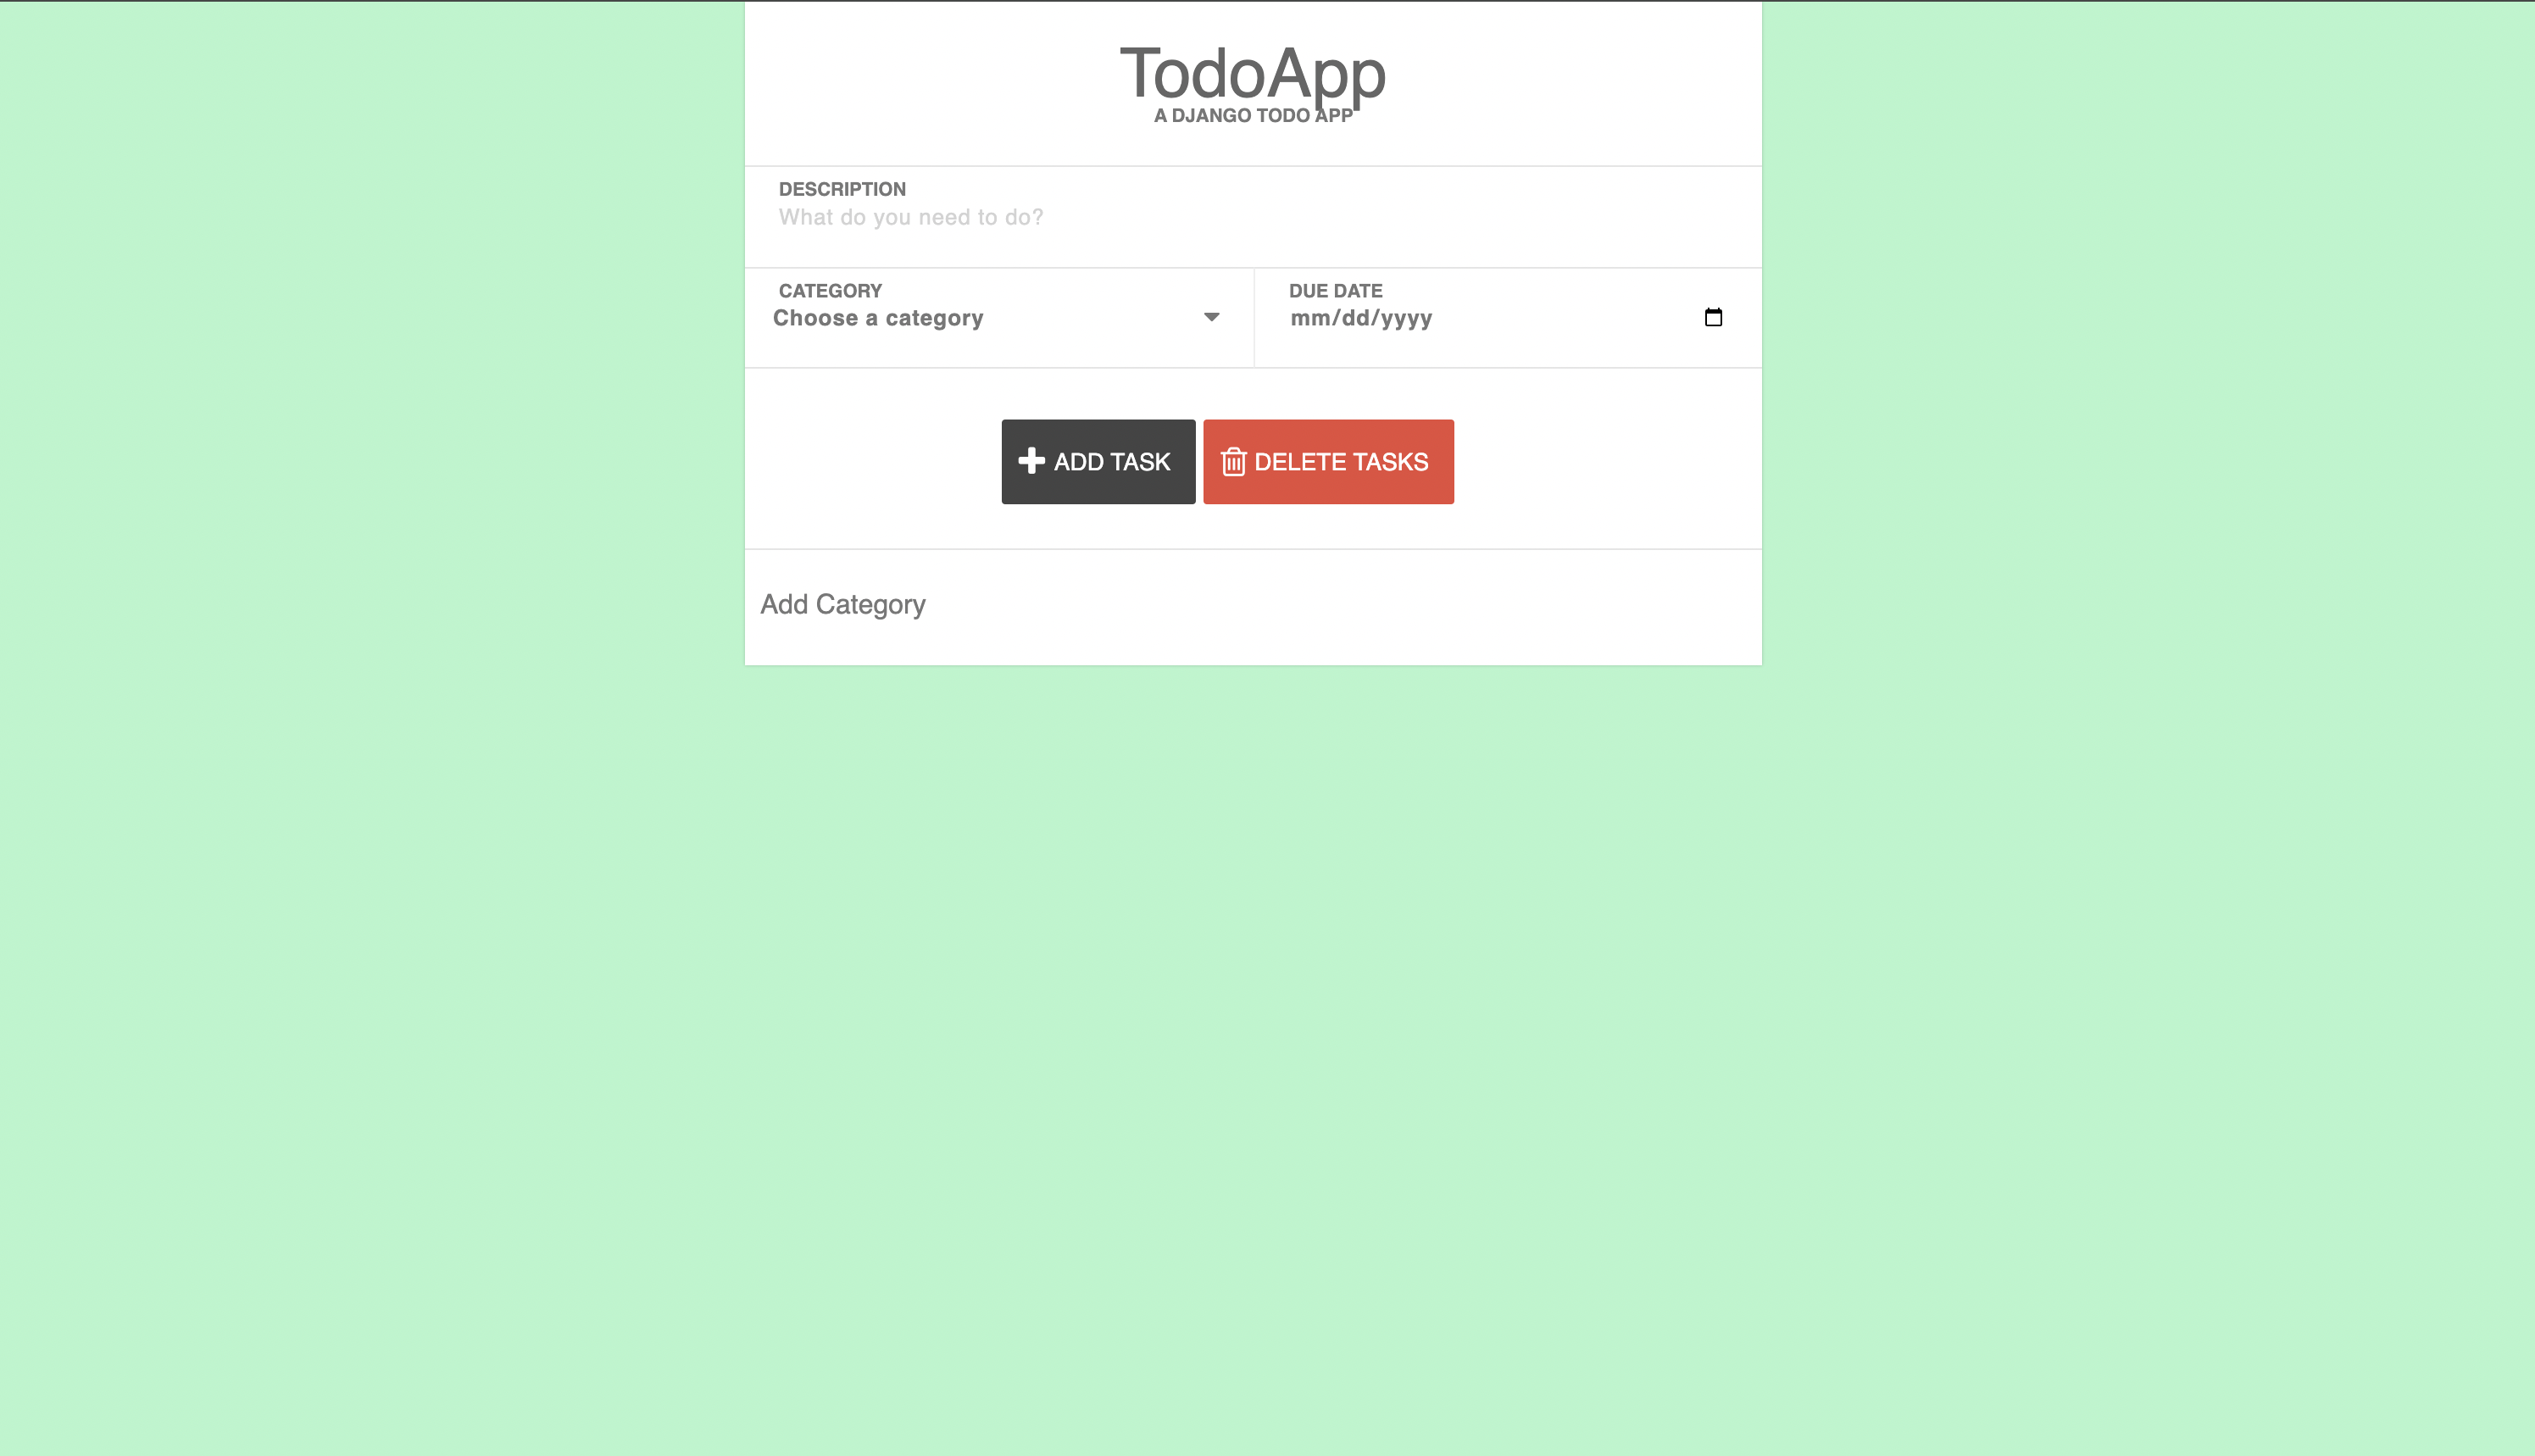 TodoApp
A DJANGO TODO APP
DESCRIPTION
What do you need to do?
CATEGORY
DUE DATE
Choose a category
mm/dd/yyyy
ADD TASK
DELETE TASKS
Add Category